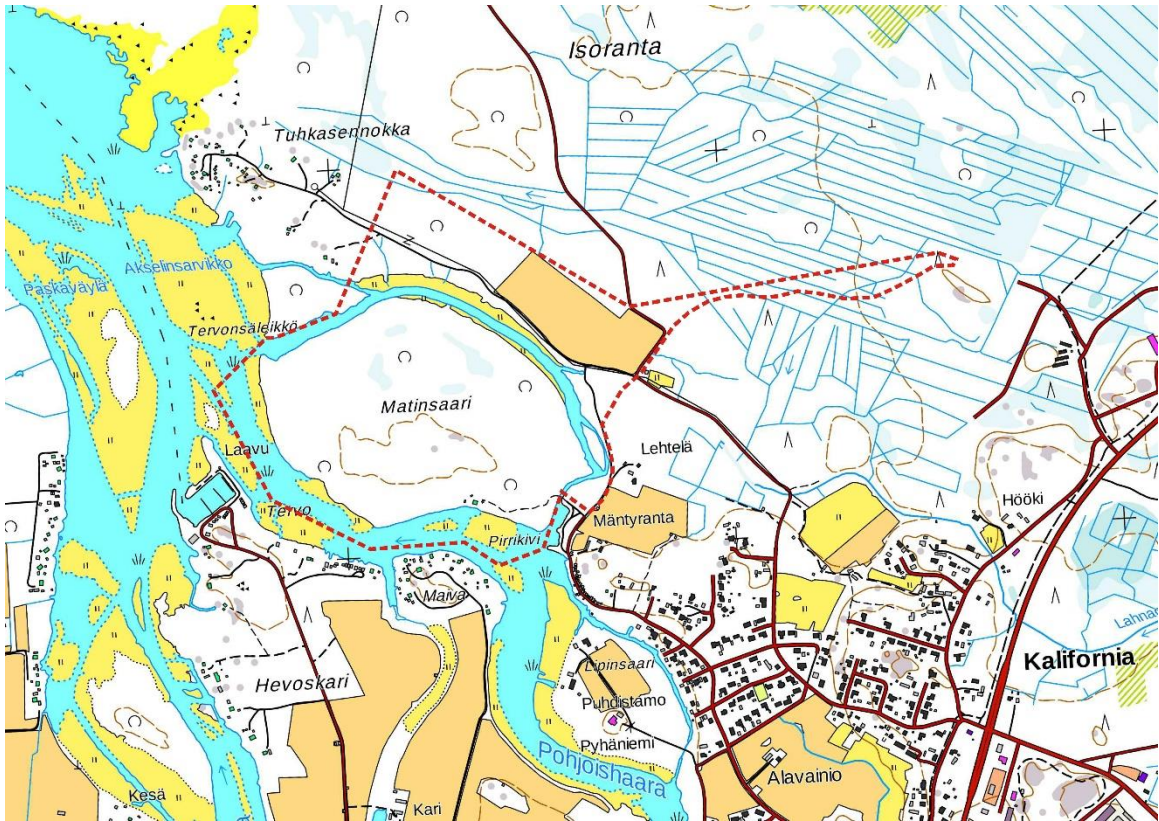 Isoranta
Tuhkasennokka
Akselinsarvikko
Paskaväylä
Tervonsäleikkö
Matinsaari
Laavu
Lehtelä
Hööki
Tervo
Mäntyranta
Pirrikivi
Maiva
Lahnao
Kalifornia
Lipinsaari
Hevoskari
Puhdistamo
Pyhäniemi
Pohjoishaara
Alavainio
Kesä
Kari